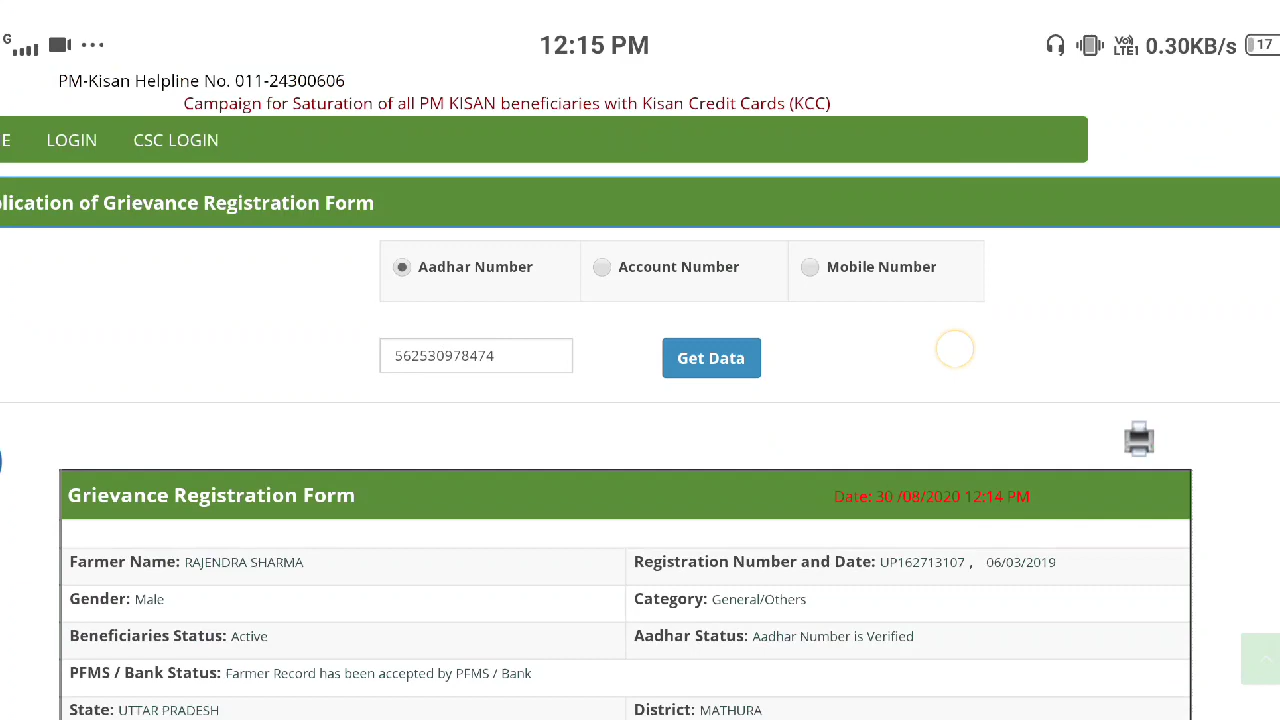 G 12:15 PM Vo) LTE1 0.30KB/s 17
PM-Kisan Helpline No. 011-24300606
Campaign for Saturation of all PM KISAN beneficiaries with Kisan Credit Cards (KCC)
E LOGIN CSC LOGIN
plication of Grievance Registration Form
Aadhar Number Account Number Mobile Number
562530978474 Get Data
Grievance Registration Form Date: 30 /08/2020 12:14 PM
Farmer Name: RAJENDRA SHARMA Registration Number and Date: UP162713107 , 06/03/2019
Gender: Male Category: General/Others
Beneficiaries Status: Active Aadhar Status: Aadhar Number is Verified
PFMS / Bank Status: Farmer Record has been accepted by PFMS / Bank
State: UTTAR PRADESH District: MATHURA